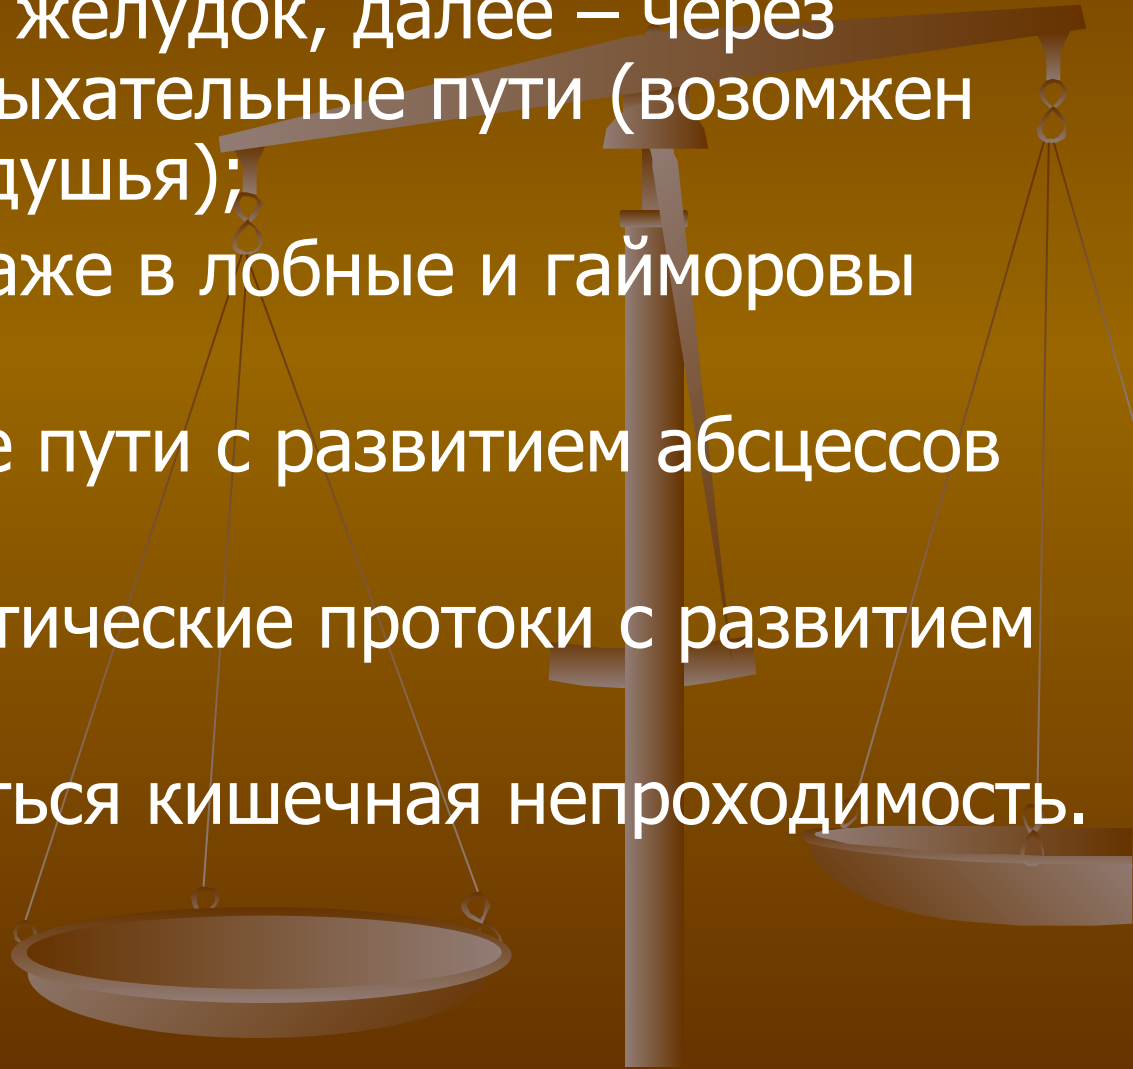 желудок, далее – через
ыхательные пути (возомжен
душья);
аже в лобные и гайморовы
е пути с развитием абсцессов
тические протоки с развитием
ться кишечная непроходимость.